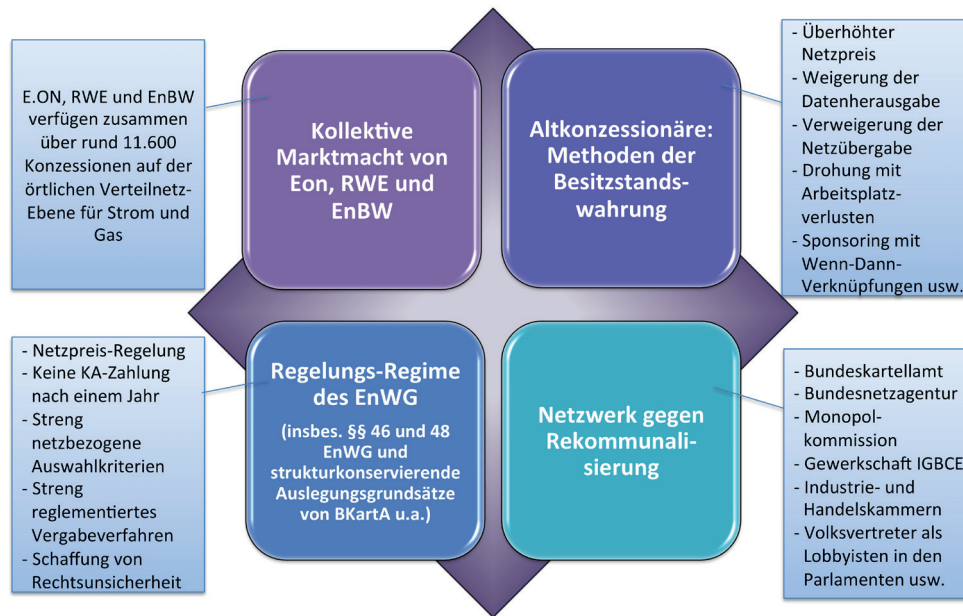 E.ON, RWE und EnBW
verfügen zusammen
über rund 11.600
Konzessionen auf der
örtlichen Verteilnetz-
Ebene für Strom und
Gas
Kollektive
Marktmacht von
Eon, RWE und
EnBW
Altkonzessionäre:
Methoden der
Besitzstands-
wahrung
- Überhöhter
Netzpreis
- Weigerung der
Datenherausgabe
- Verweigerung der
Netzübergabe
- Drohung mit
Arbeitsplatz-
verlusten
- Sponsoring mit
Wenn-Dann-
Verknüpfungen usw.
- Netzpreis-Regelung
- Keine KA-Zahlung
nach einem Jahr
- Streng
netzbezogene
Auswahlkriterien
- Streng
reglementiertes
Vergabeverfahren
- Schaffung von
Rechtsunsicherheit
Regelungs-Regime
des EnWG
(insbes. §§ 46 und 48
EnWG und
strukturkonservierende
Auslegungsgrundsätze
von BKartA u.a.)
Netzwerk gegen
Rekommunali-
sierung
- Bundeskartellamt
- Bundesnetzagentur
- Monopol-
kommission
- Gewerkschaft IGBCE
- Industrie- und
Handelskammern
- Volksvertreter als
Lobbyisten in den
Parlamenten usw.